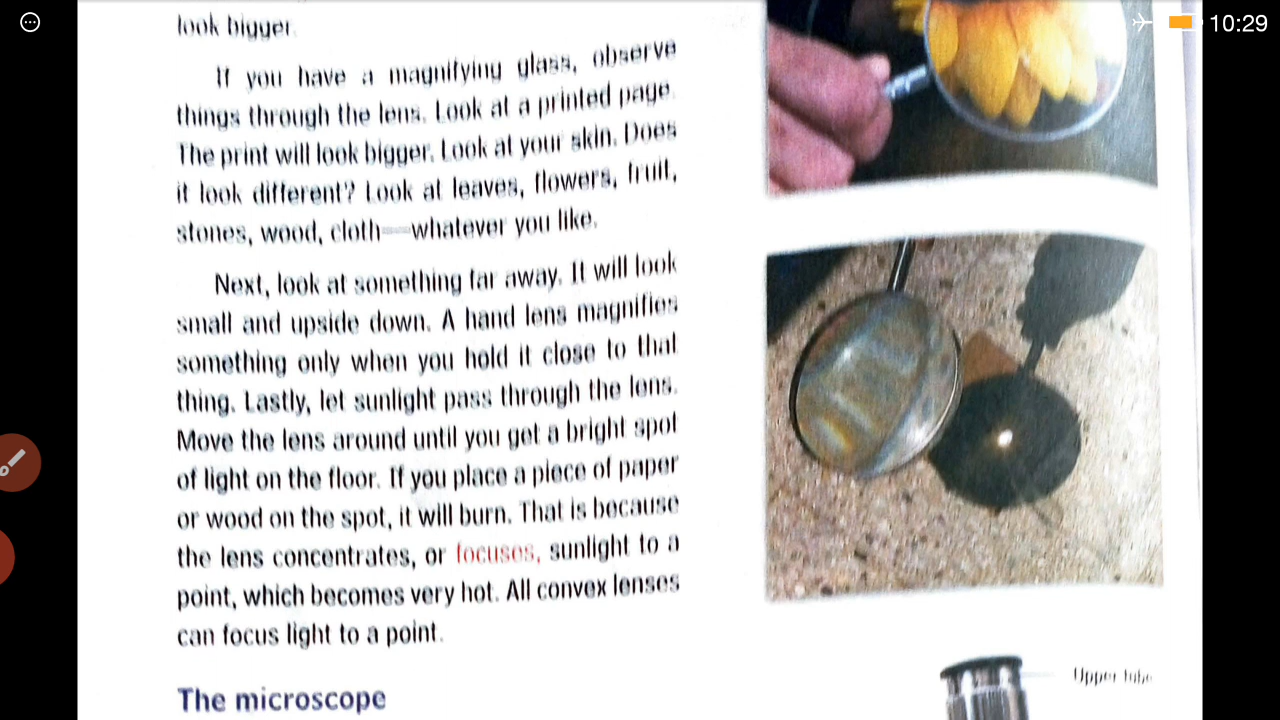 look bigger.
10:29
If you have a magnifying glass, observe
things through the lens. Look at a printed page.
The print will look bigger. Look at your skin. Does
it look different? Look at leaves, flowers, fruit,
stones, wood, cloth—whatever you like.
Next, look at something far away. It will look
small and upside down. A hand lens magnifies
something only when you hold it close to that
thing. Lastly, let sunlight pass through the lens.
Move the lens around until you get a bright spot
of light on the floor. If you place a piece of paper
or wood on the spot, it will burn. That is because
the lens concentrates, or focuses, sunlight to a
point, which becomes very hot. All convex lenses
can focus light to a point.
The microscope
Upper tube